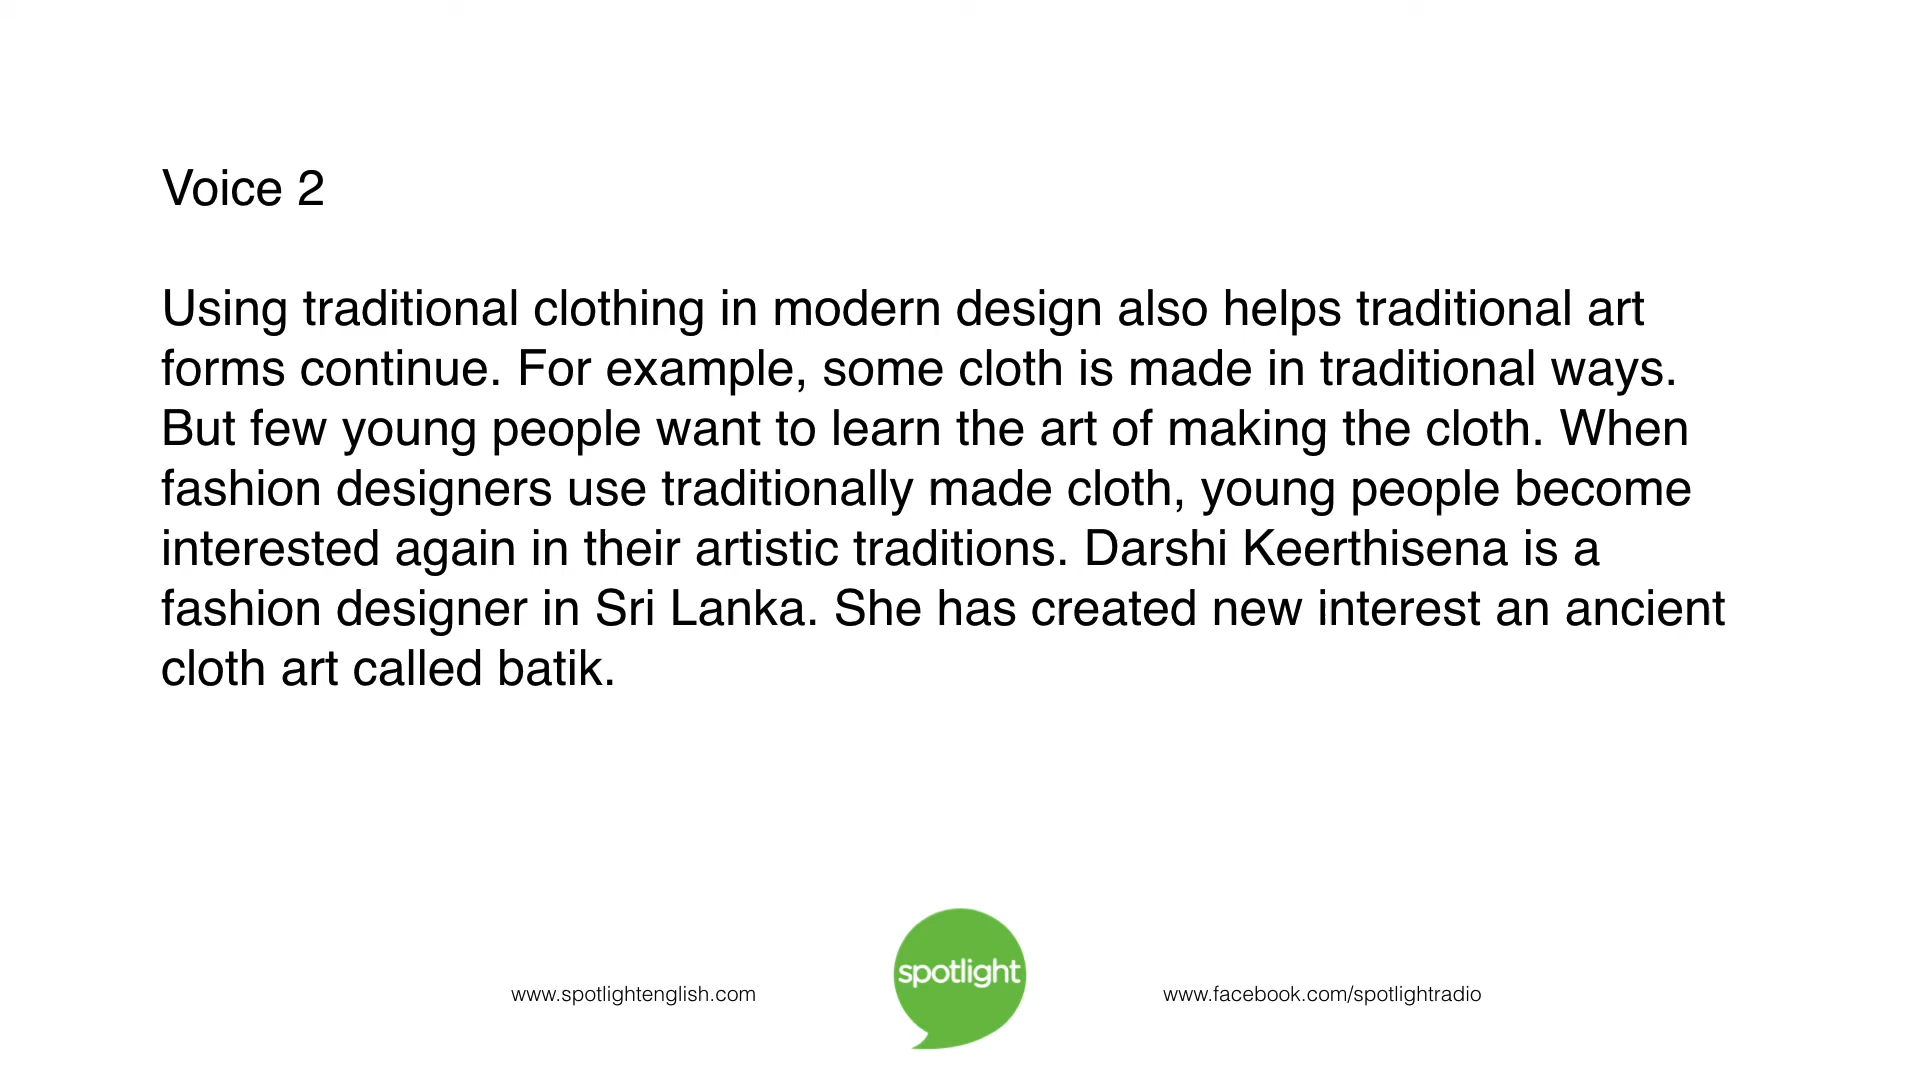 Voice 2
Using traditional clothing in modern design also helps traditional art
forms continue. For example, some cloth is made in traditional ways.
But few young people want to learn the art of making the cloth. When
fashion designers use traditionally made cloth, young people become
interested again in their artistic traditions. Darshi Keerthisena is a
fashion designer in Sri Lanka. She has created new interest an ancient
cloth art called batik.
spotlight
www.spotlightenglish.com
www.facebook.com/spotlightradio